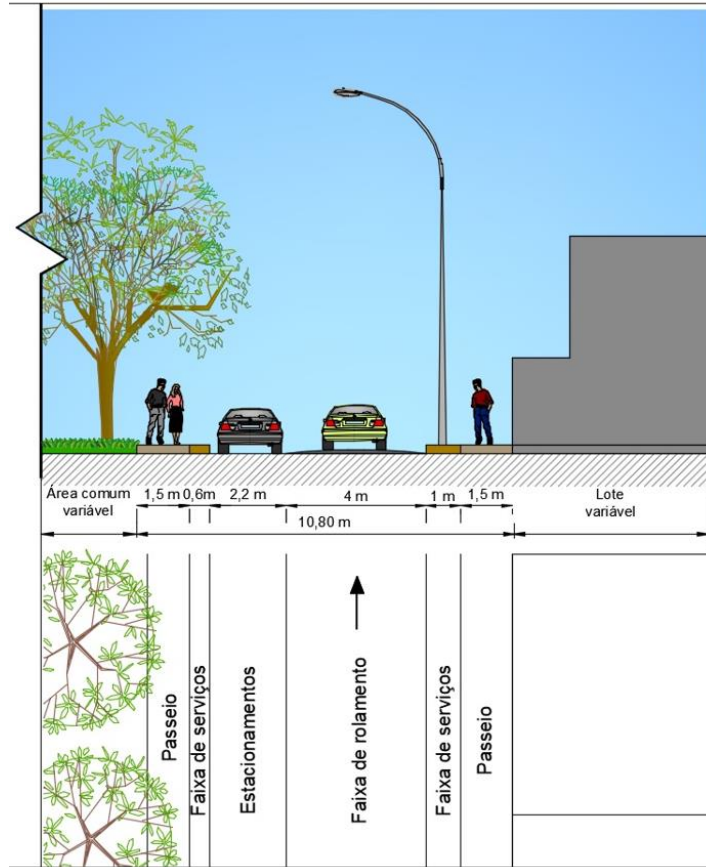 Área comum
variável
1,5 m
0,6m
2,2 m
4 m
1 m
1,5 m
Lote
variável
10,80 m
Passeio
Faixa de serviços
Estacionamentos
Faixa de rolamento
Faixa de serviços
Passeio